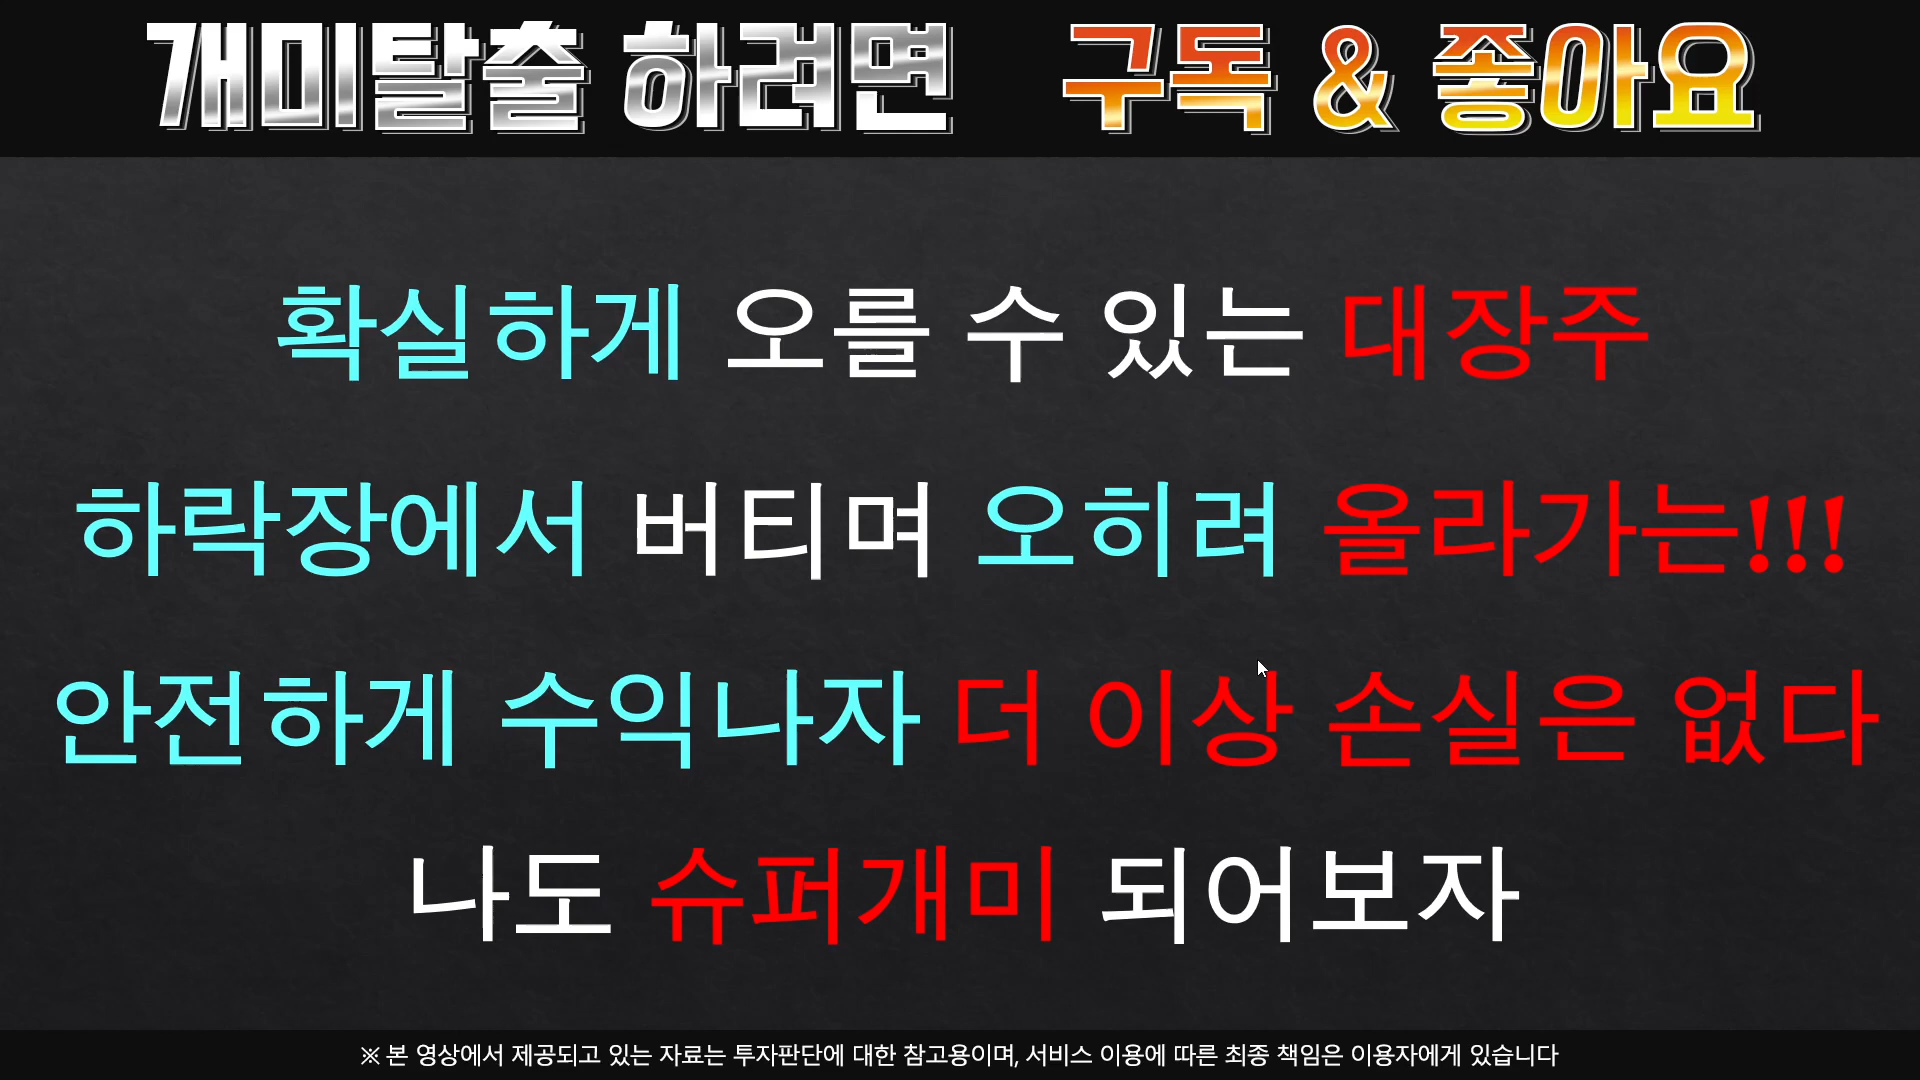 개미탈출 하려면 구독 & 좋아요
확실하게 오를 수 있는 대장주
하락장에서 버티며 오히려 올라가는!!!
안전하게 수익나자 더 이상 손실은 없다
나도 슈퍼개미 되어보자
※ 본 영상에서 제공되고 있는 자료는 투자판단에 대한 참고용이며, 서비스 이용에 따른 최종 책임은 이용자에게 있습니다